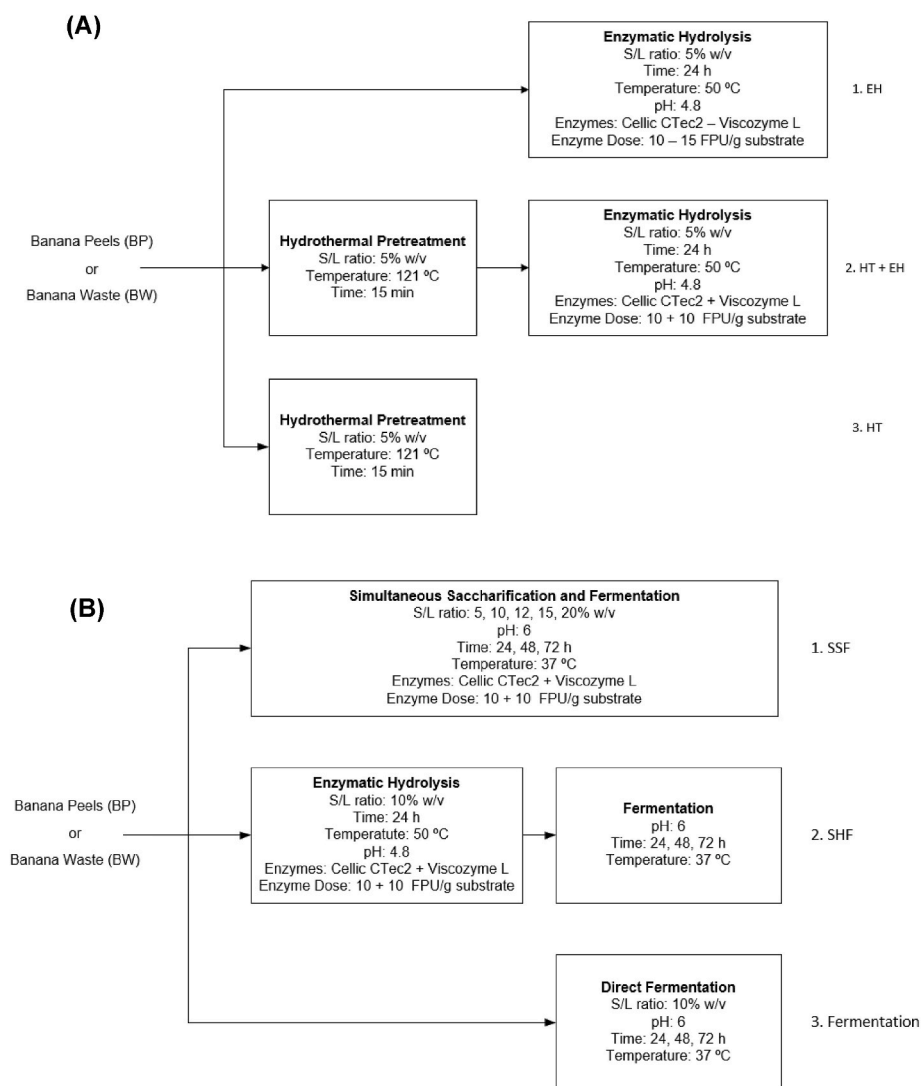 (A)
Enzymatic Hydrolysis
S/L ratio: 5% w/v
Time: 24 h
Temperature: 50 ºC
pH: 4.8
Enzymes: Cellic CTec2 – Viscozyme L
Enzyme Dose: 10 – 15 FPU/g substrate
1. EH
Banana Peels (BP)
or
Banana Waste (BW)
Hydrothermal Pretreatment
S/L ratio: 5% w/v
Temperature: 121 ºC
Time: 15 min
Enzymatic Hydrolysis
S/L ratio: 5% w/v
Time: 24 h
Temperature: 50 ºC
pH: 4.8
Enzymes: Cellic CTec2 + Viscozyme L
Enzyme Dose: 10 + 10 FPU/g substrate
2. HT + EH
Hydrothermal Pretreatment
S/L ratio: 5% w/v
Temperature: 121 ºC
Time: 15 min
3. HT
(B)
Simultaneous Saccharification and Fermentation
S/L ratio: 5, 10, 12, 15, 20% w/v
pH: 6
Time: 24, 48, 72 h
Temperature: 37 ºC
Enzymes: Cellic CTec2 + Viscozyme L
Enzyme Dose: 10 + 10 FPU/g substrate
1. SSF
Banana Peels (BP)
or
Banana Waste (BW)
Enzymatic Hydrolysis
S/L ratio: 10% w/v
Time: 24 h
Temperatute: 50 ºC
pH: 4.8
Enzymes: Cellic CTec2 + Viscozyme L
Enzyme Dose: 10 + 10 FPU/g substrate
Fermentation
pH: 6
Time: 24, 48, 72 h
Temperature: 37 ºC
2. SHF
Direct Fermentation
S/L ratio: 10% w/v
pH: 6
Time: 24, 48, 72 h
Temperature: 37 ºC
3. Fermentation